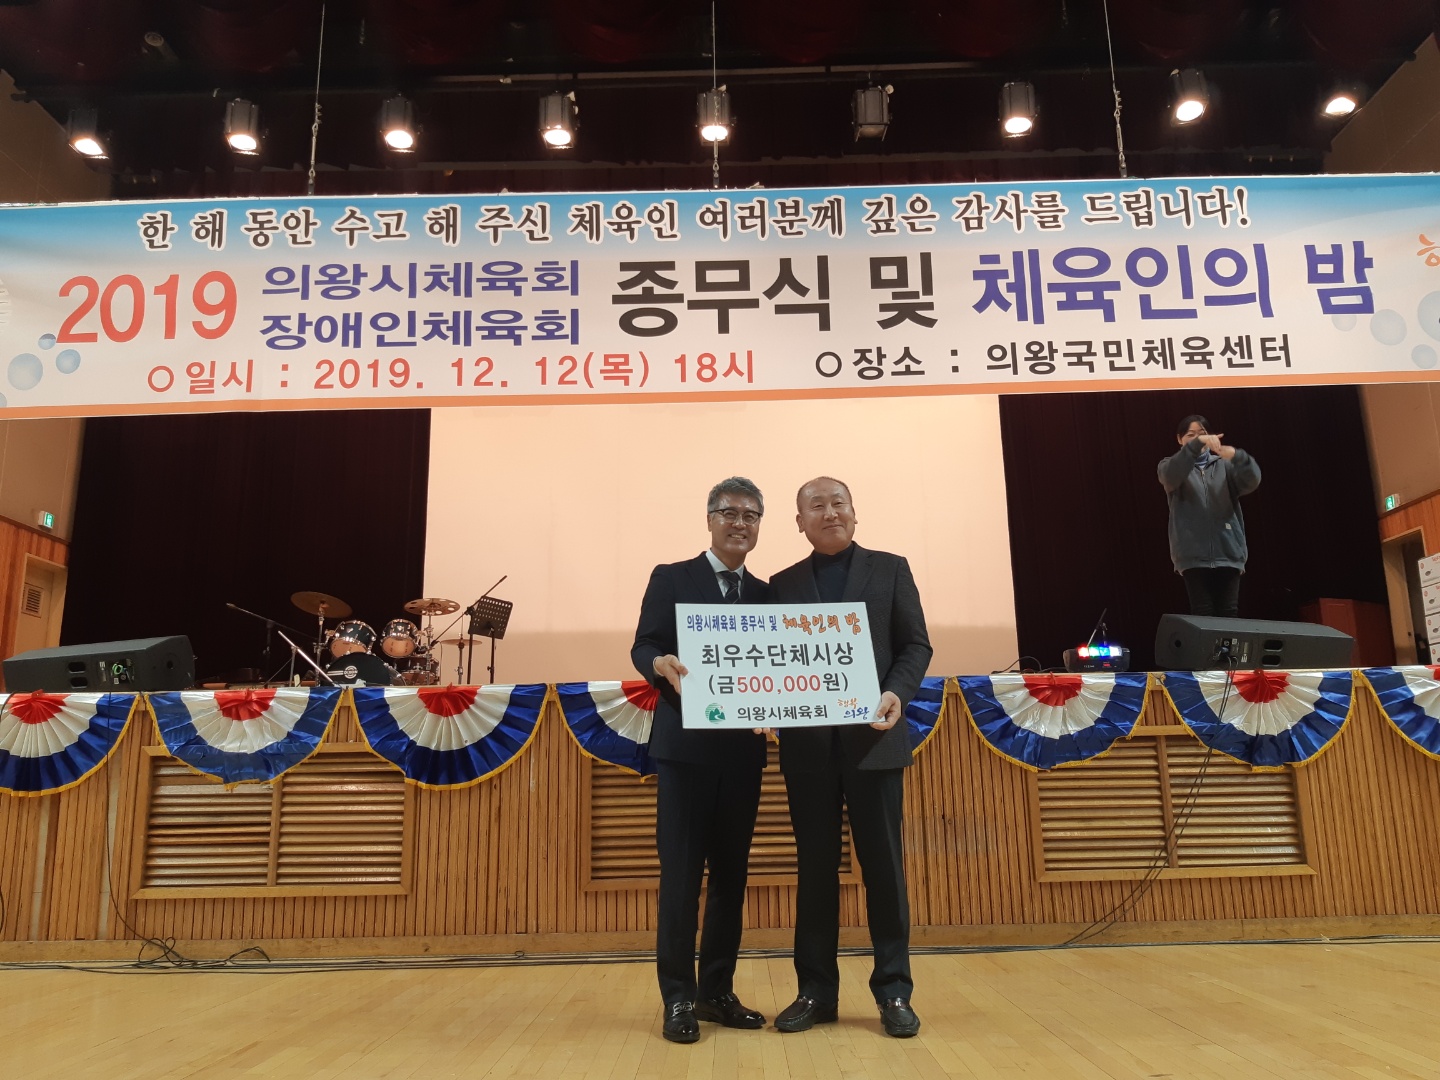 한 해 동안 수고 해 주신 체육인 여러분께 깊은 감사를 드립니다!
2019 의왕시체육회 장애인체육회 종무식 및 체육인의 밤
○일시 : 2019. 12. 12(목) 18시 ○장소 : 의왕국민체육센터
의왕시체육회 종무식 및 체육인의 밤
최우수단체시상
(금500,000원)
의왕시체육회
의왕